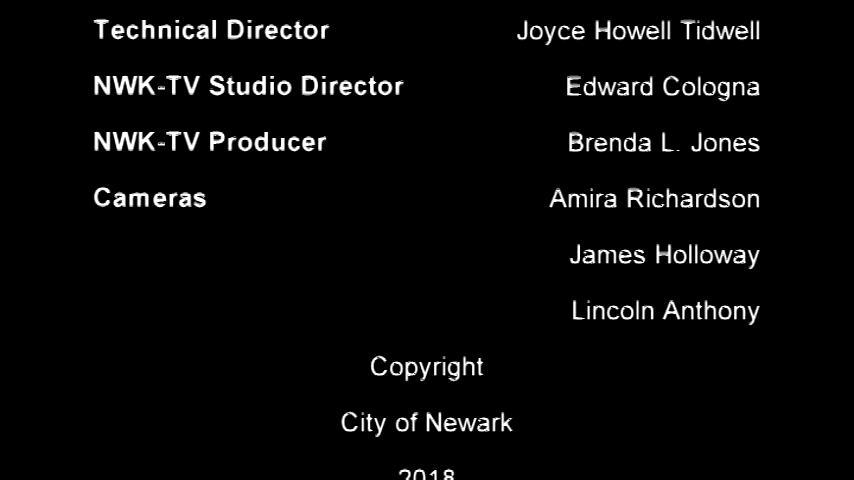 Technical Director Joyce Howell Tidwell
NWK-TV Studio Director Edward Cologna
NWK-TV Producer Brenda L. Jones
Cameras Amira Richardson
James Holloway
Lincoln Anthony
Copyright
City of Newark
2018